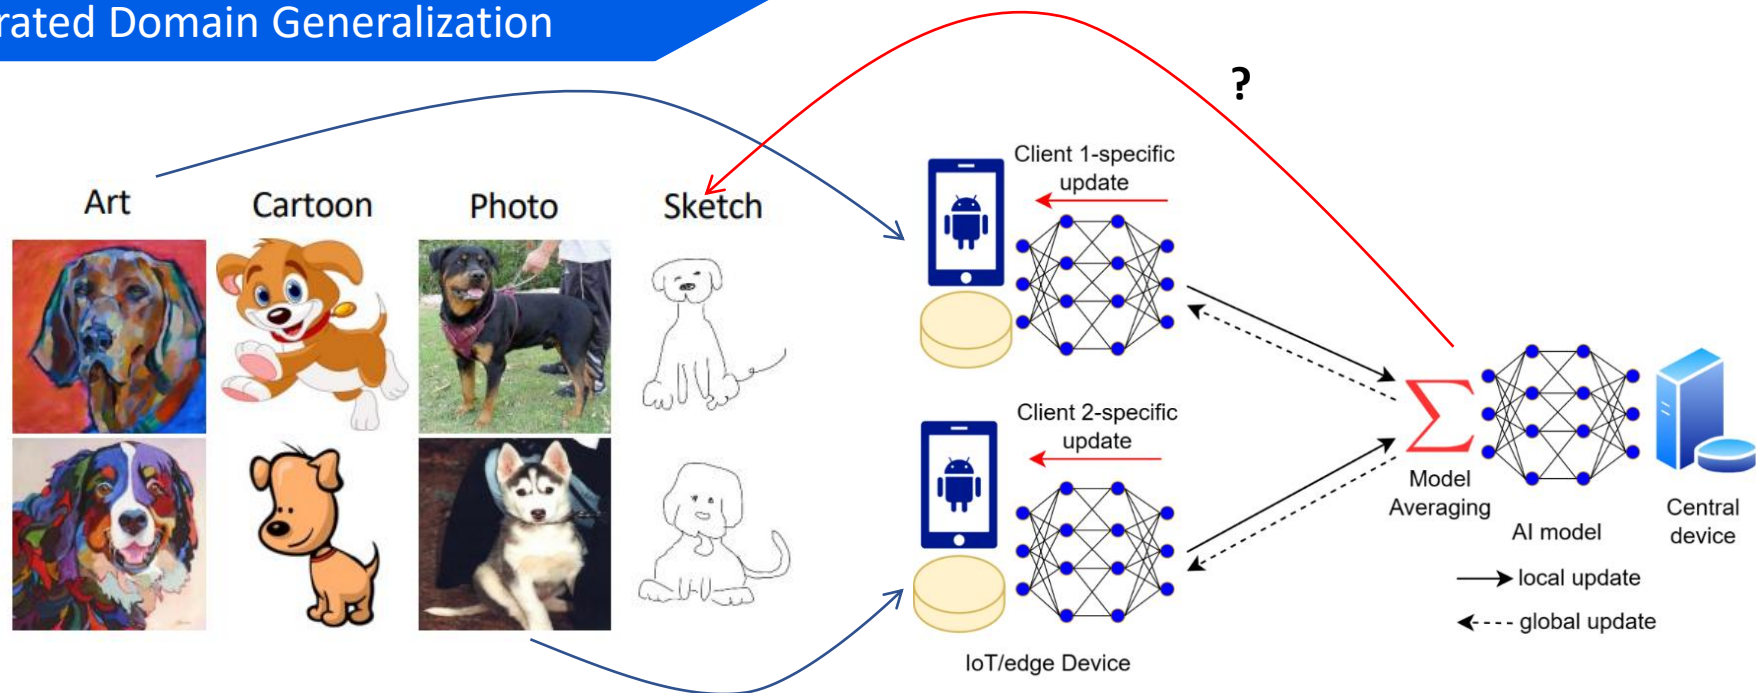 rated Domain Generalization
?
Art
Cartoon
Photo
Sketch
Client 1-specific
update
Client 2-specific
update
IoT/edge Device
Σ
Model
Averaging
AI model
Central
device
local update
global update